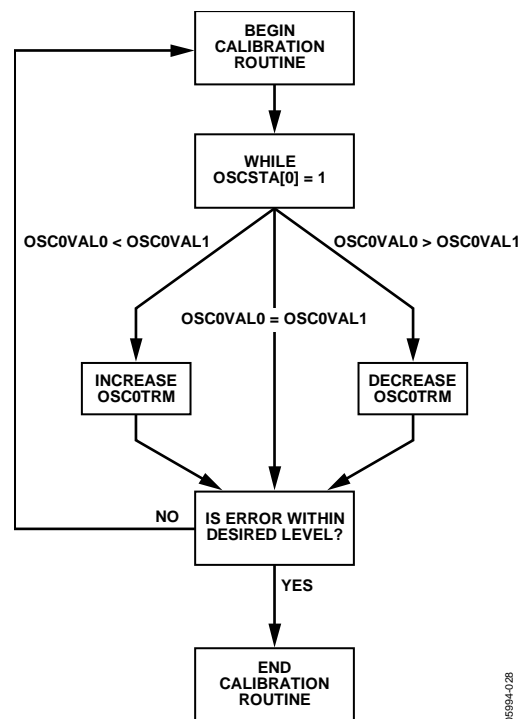 BEGIN
CALIBRATION
ROUTINE
WHILE
OSCSTA[0] = 1
OSC0VAL0 < OSC0VAL1
OSC0VAL0 > OSC0VAL1
OSC0VAL0 = OSC0VAL1
INCREASE
OSC0TRM
DECREASE
OSC0TRM
NO
IS ERROR WITHIN
DESIRED LEVEL?
YES
END
CALIBRATION
ROUTINE
05994-028